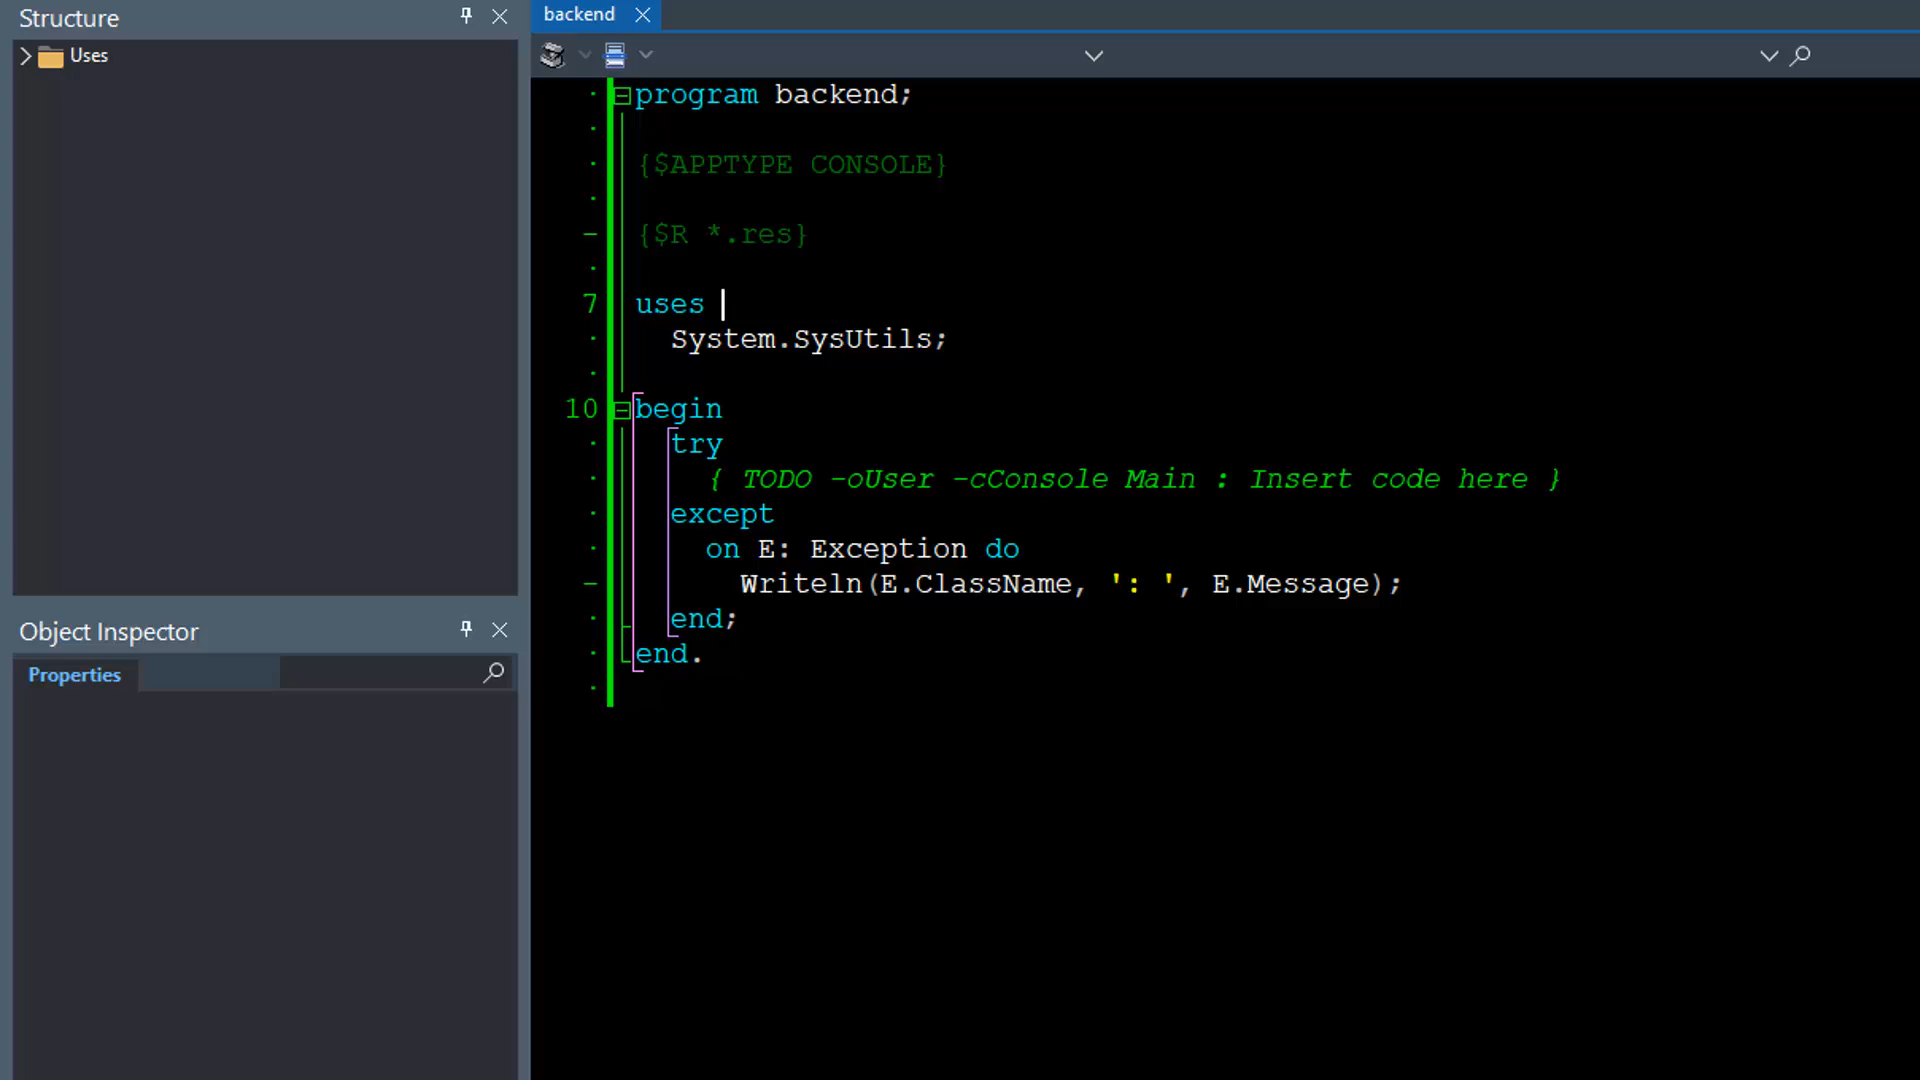 Structure
Uses
Object Inspector
Properties
backend
program backend;
{$APPTYPE CONSOLE}
{$R *.res}
7 uses
System.SysUtils;
10 begin
try
{ TODO -oUser -cConsole Main : Insert code here }
except
on E: Exception do
Writeln(E.ClassName, ': ', E.Message);
end;
end.